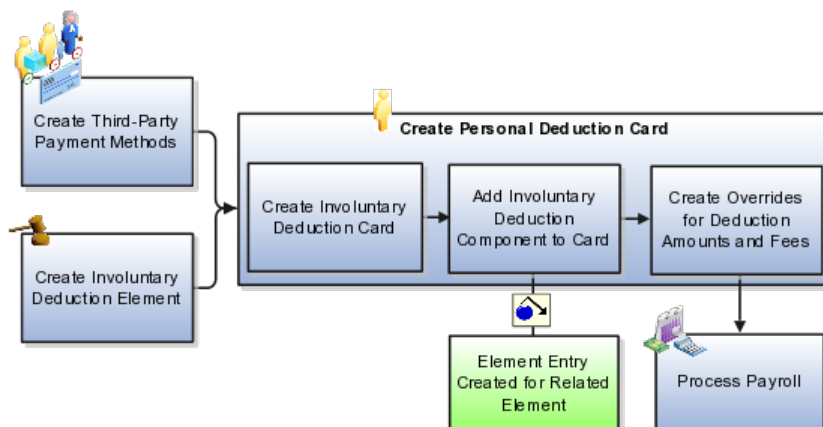 Create Third-Party
Payment Methods
Create Involuntary
Deduction Element
Create Personal Deduction Card
Create Involuntary
Deduction Card
Add Involuntary
Deduction
Component to Card
Create Overrides
for Deduction
Amounts and Fees
Element Entry
Created for Related
Element
Process Payroll